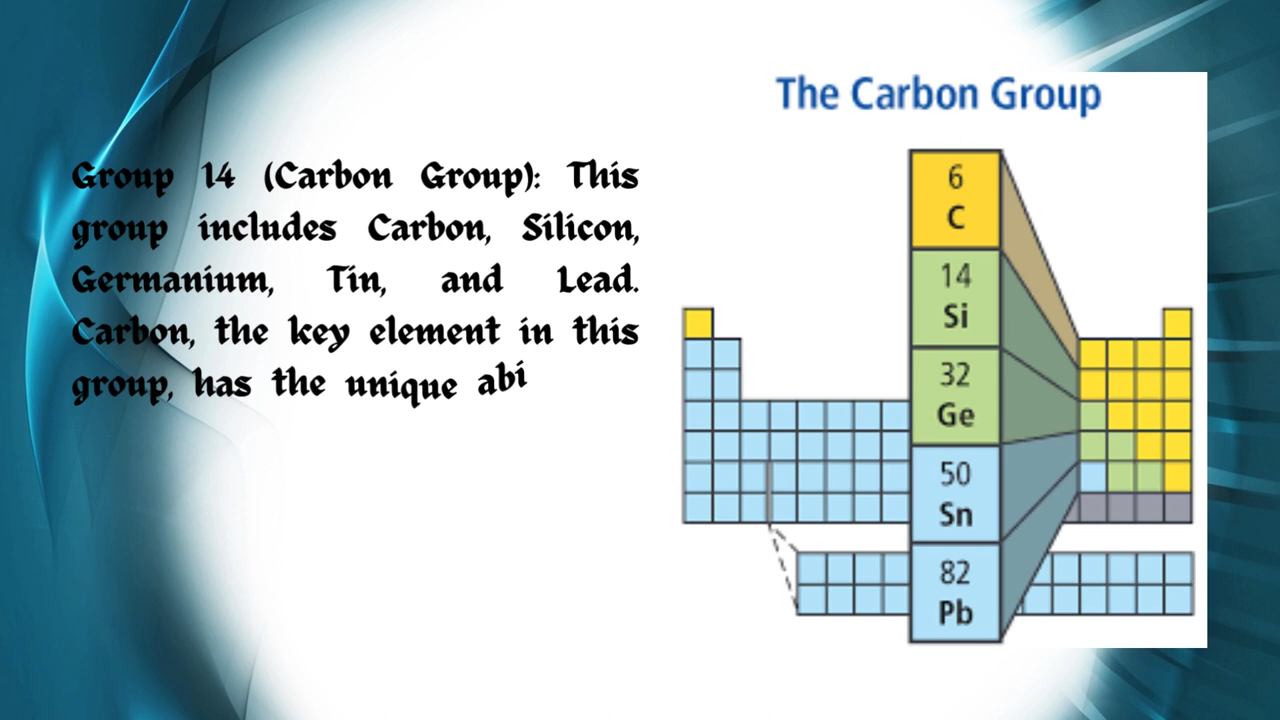 Group 14 (Carbon Group): This
group includes Carbon, Silicon,
Germanium, Tin, and Lead.
Carbon, the key element in this
group, has the unique abi
The Carbon Group
6
C
14
Si
32
Ge
50
Sn
82
Pb